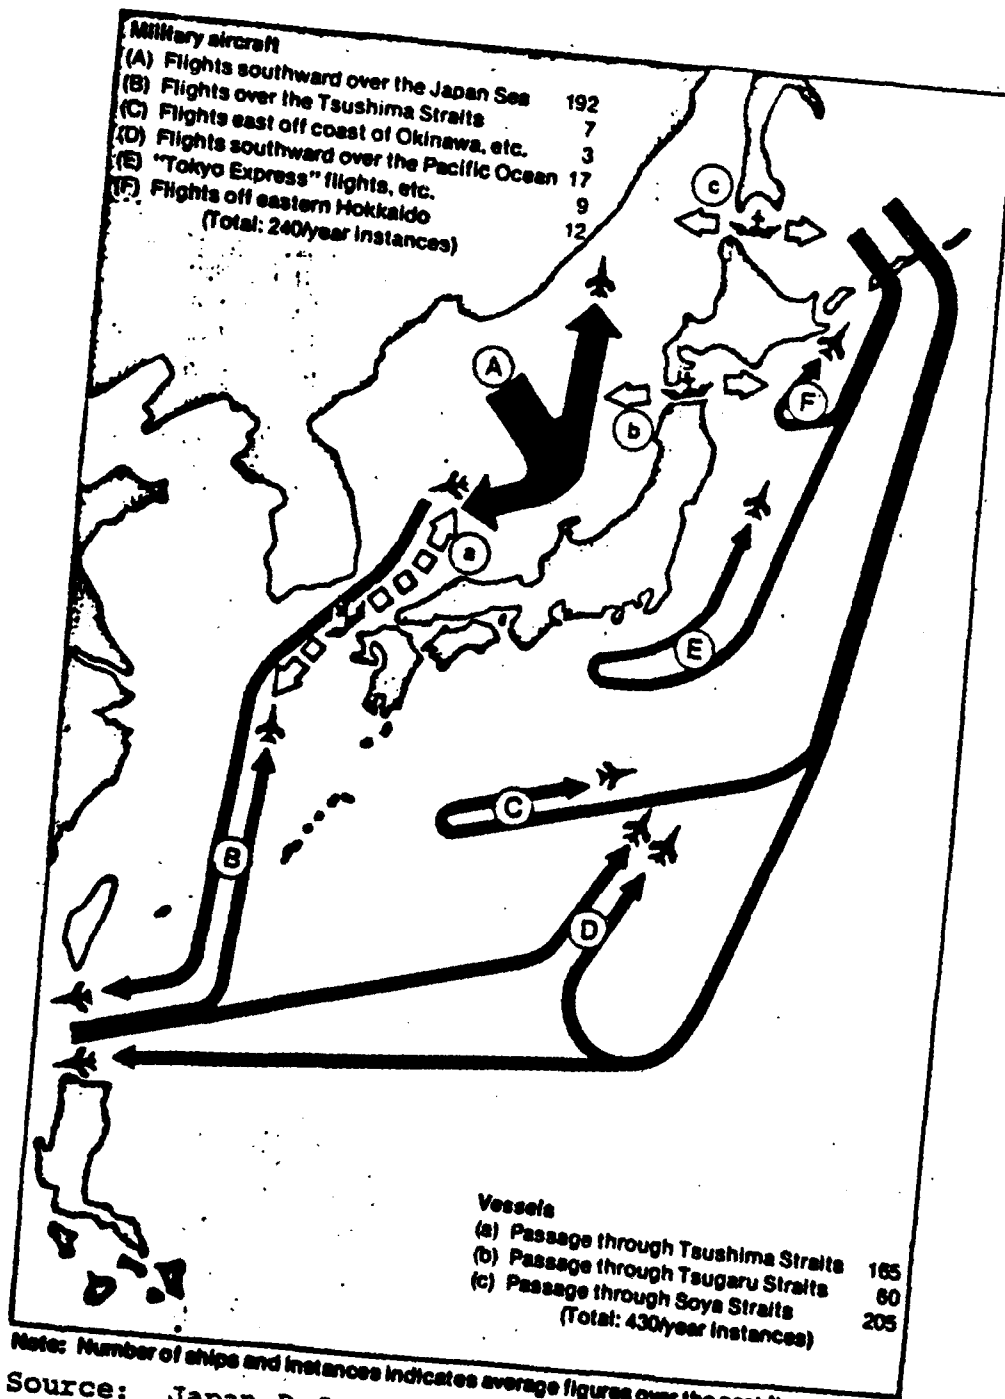 Military aircraft
(A) Flights southward over the Japan Sea 192
(B) Flights over the Tsushima Straits 7
(C) Flights east off coast of Okinawa, etc. 3
(D) Flights southward over the Pacific Ocean 17
(E) "Tokyo Express" flights, etc. 9
(F) Flights off eastern Hokkaido 12
(Total: 240/year instances)
c
A
F
b
a
E
C
B
D
Vessels
(a) Passage through Tsushima Straits 165
(b) Passage through Tsugaru Straits 60
(c) Passage through Soya Straits 205
(Total: 430/year instances)
Note: Number of ships and instances indicates average figures over the past
Source: Japan